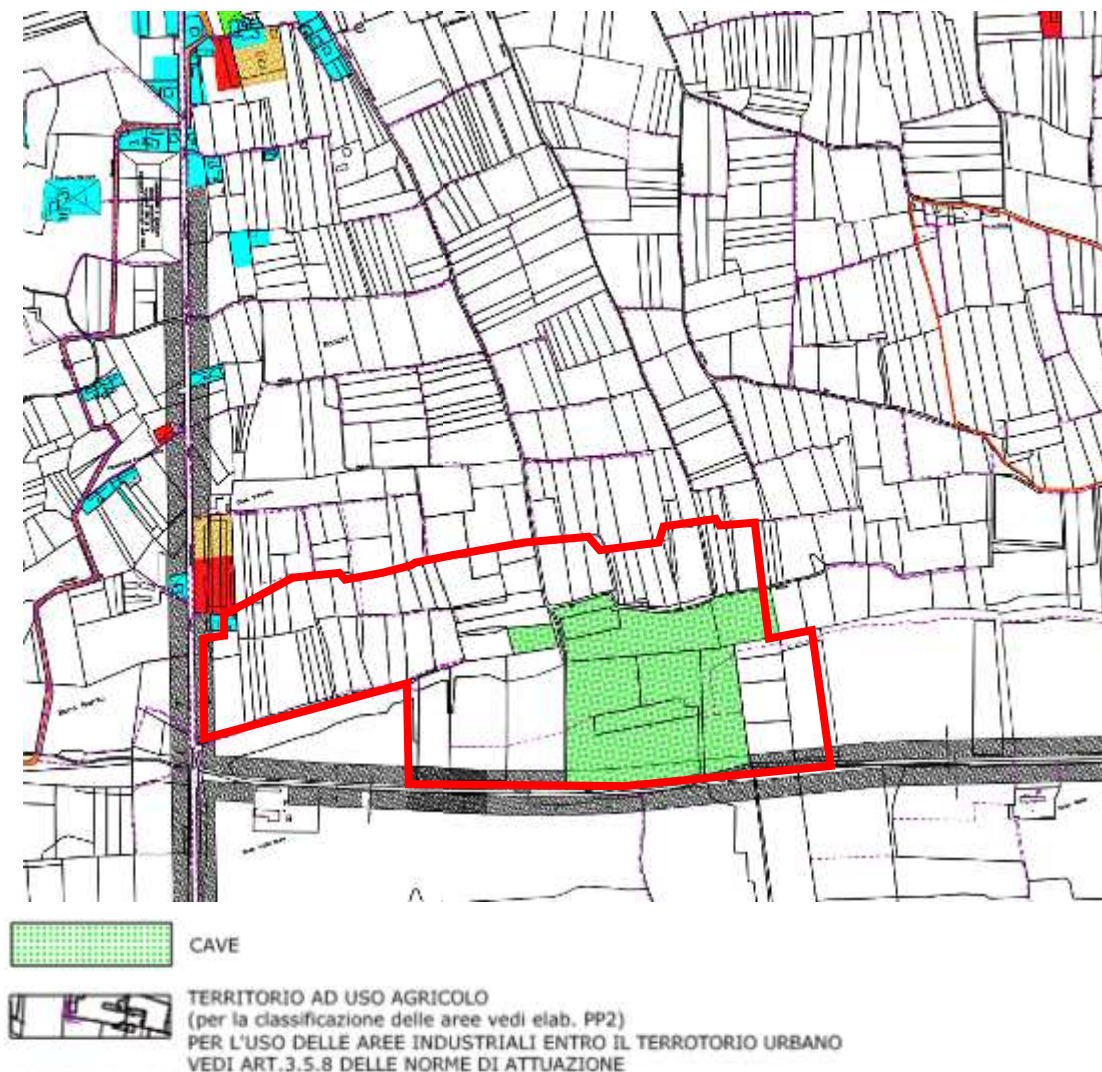 CAVE
TERRITORIO AD USO AGRICOLO
(per la classificazione delle aree vedi elab. PP2)
PER L'USO DELLE AREE INDUSTRIALI ENTRO IL TERROTORIO URBANO
VEDI ART.3.5.8 DELLE NORME DI ATTUAZIONE